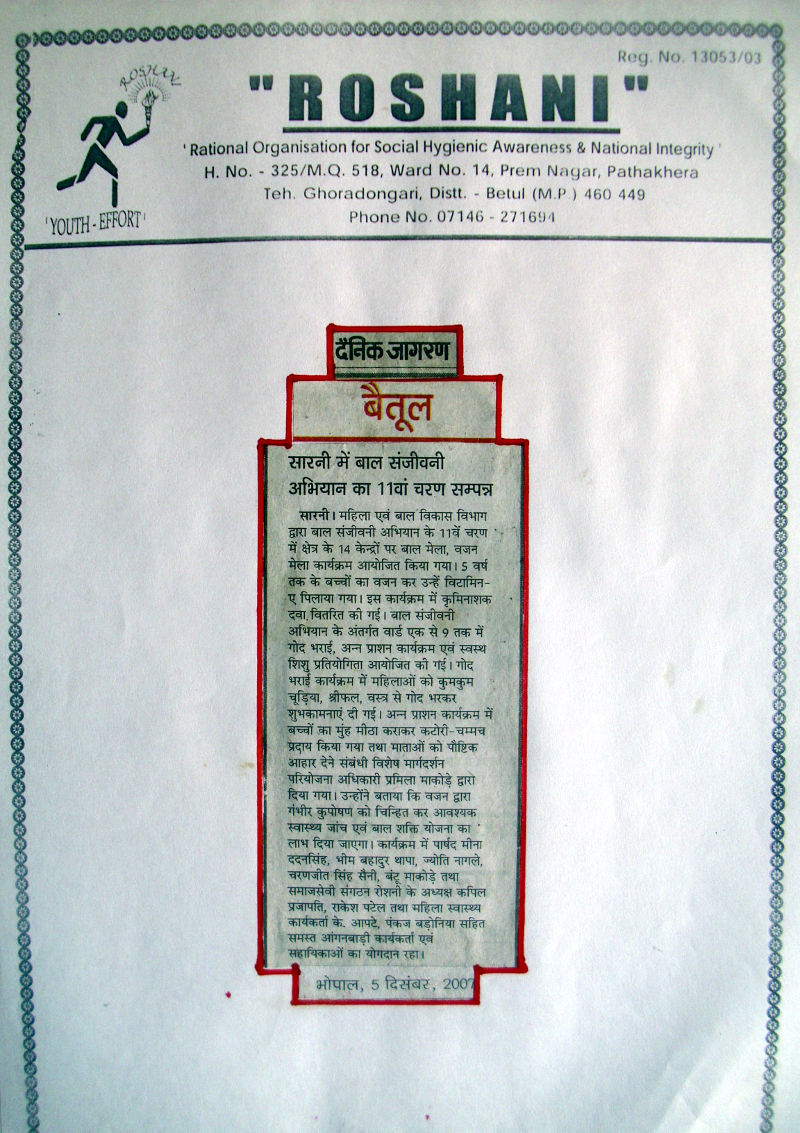 Reg. No. 13053/03
ROSHANI
"ROSHANI"
'Rational Organisation for Social Hygienic Awareness & National Integrity'
H. No. - 325/M.Q. 518, Ward No. 14, Prem Nagar, Pathakhera
Teh. Ghoradongari, Distt. - Betul (M.P.) 460 449
Phone No. 07146 - 271694
'YOUTH-EFFORT'
दैनिक जागरण
बैतूल
सारनी में बाल संजीवनी
अभियान का 11वां चरण सम्पन्न
सारनी। महिला एवं बाल विकास विभाग
द्वारा बाल संजीवनी अभियान के 11वें चरण
में क्षेत्र के 14 केन्द्रों पर बाल मेला, वजन
मेला कार्यक्रम आयोजित किया गया। 5 वर्ष
तक के बच्चों का वजन कर उन्हें विटामिन-
ए पिलाया गया। इस कार्यक्रम में कृमिनाशक
दवा वितरित की गई। बाल संजीवनी
अभियान के अंतर्गत वार्ड एक से 9 तक में
गोद भराई, अन्न प्राशन कार्यक्रम एवं स्वस्थ
शिशु प्रतियोगिता आयोजित की गई। गोद
भराई कार्यक्रम में महिलाओं को कुमकुम
चूड़िया, श्रीफल, वस्त्र से गोद भरकर
शुभकामनाएं दी गई। अन्न प्राशन कार्यक्रम में
बच्चों का मुंह मीठा कराकर कटोरी-चम्मच
प्रदाय किया गया तथा माताओं को पौष्टिक
आहार देने संबंधी विशेष मार्गदर्शन
परियोजना अधिकारी प्रमिला माकोड़े द्वारा
दिया गया। उन्होंने बताया कि वजन द्वारा
गंभीर कुपोषण को चिन्हित कर आवश्यक
स्वास्थ्य जांच एवं बाल शक्ति योजना का
लाभ दिया जाएगा। कार्यक्रम में पार्षद मीना
ददनसिंह, भीम बहादुर थापा, ज्योति नागले,
चरणजीत सिंह सैनी, बंटू माकोड़े तथा
समाजसेवी संगठन रोशनी के अध्यक्ष कपिल
प्रजापति, राकेश पटेल तथा महिला स्वास्थ्य
कार्यकर्ता के. आपटे, पंकज बड़ोनिया सहित
समस्त आंगनबाड़ी कार्यकर्ता एवं
सहायिकाओं का योगदान रहा।
भोपाल, 5 दिसंबर, 2007